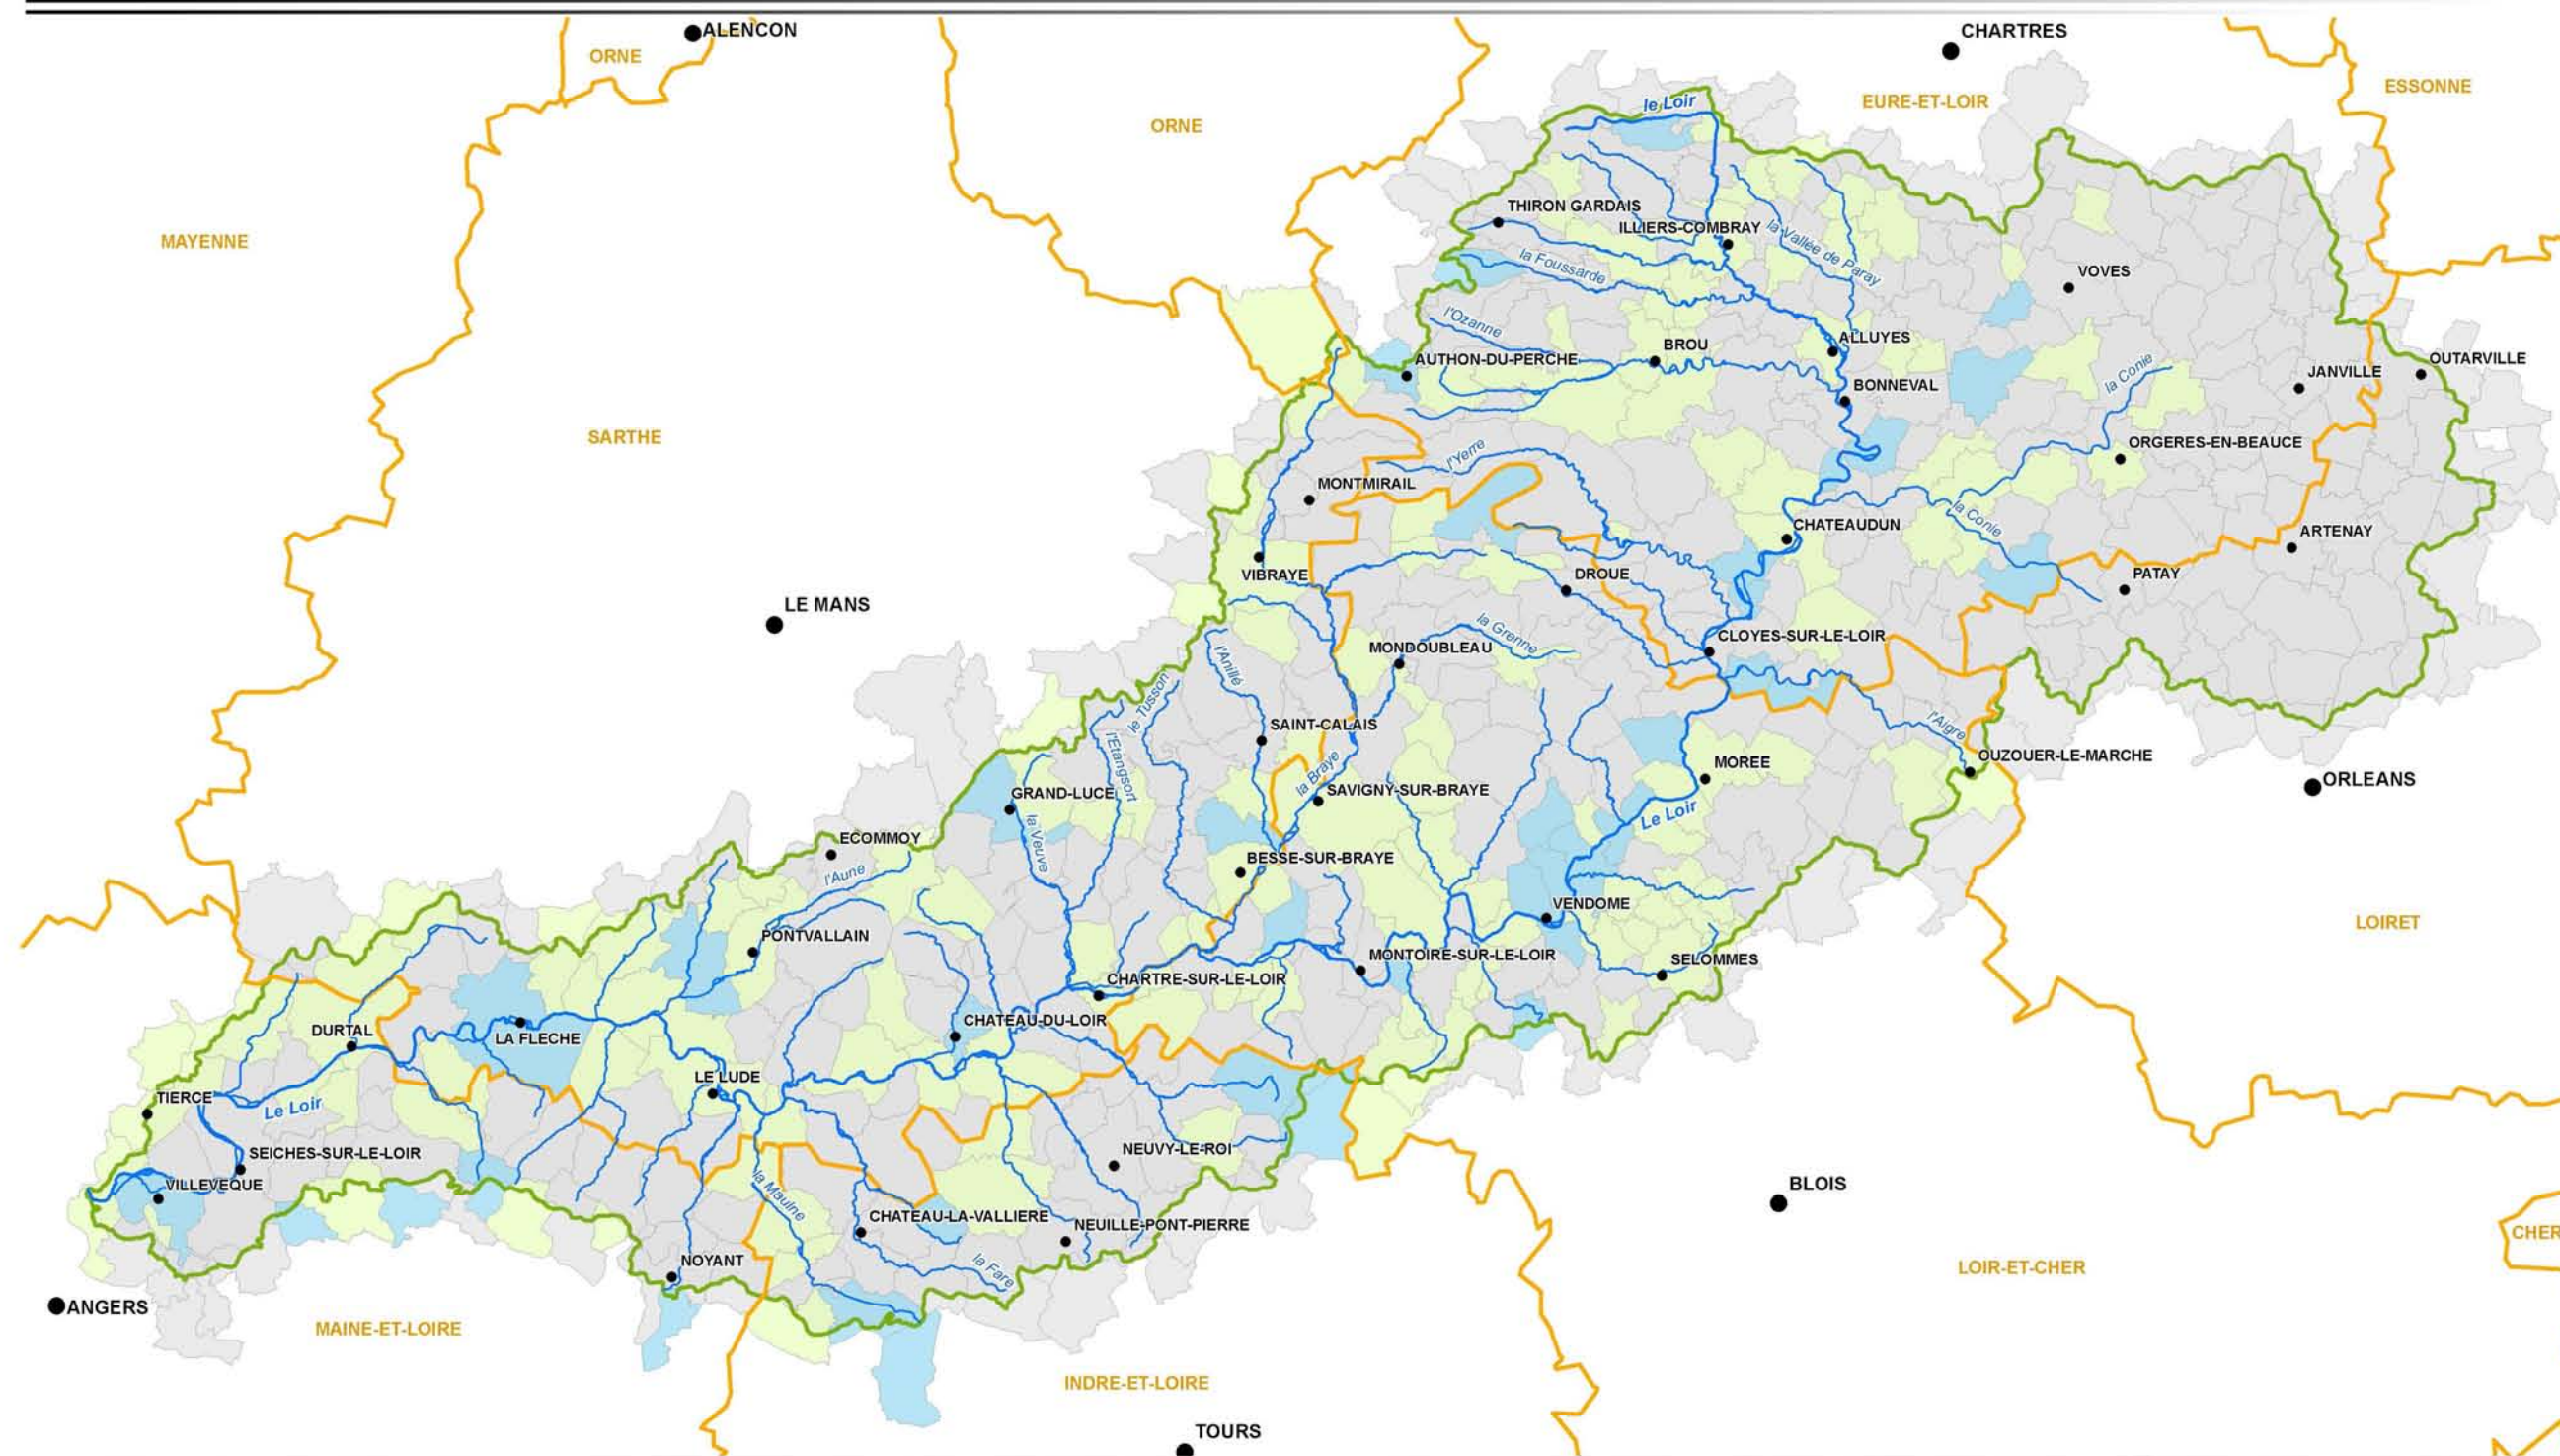 ALENCON
CHARTRES
ORNE
ESSONNE
le Loir
EURE-ET-LOIR
ORNE
THIRON GARDAIS
ILLIERS-COMBRAY
MAYENNE
la Vallée de Paray
la Foussarde
VOVES
l'Ozanne
ALLUYES
BROU
AUTHON-DU-PERCHE
OUTARVILLE
JANVILLE
la Conie
BONNEVAL
SARTHE
ORGERES-EN-BEAUCE
l'Yerre
MONTMIRAIL
la Conie
CHATEAUDUN
ARTENAY
VIBRAYE
DROUE
PATAY
LE MANS
la Grenne
CLOYES-SUR-LE-LOIR
MONDOUBLEAU
l'Anille
le Tusson
SAINT-CALAIS
l'Aigre
OUZOUER-LE-MARCHE
l'Etangsort
MOREE
la Braye
ORLEANS
SAVIGNY-SUR-BRAYE
GRAND-LUCE
Le Loir
la Veuve
ECOMMOY
BESSE-SUR-BRAYE
l'Aune
VENDOME
LOIRET
PONTVALLAIN
MONTOIRE-SUR-LE-LOIR
SELOMMES
CHARTRE-SUR-LE-LOIR
CHATEAU-DU-LOIR
DURTAL
LA FLECHE
LE LUDE
TIERCE
Le Loir
NEUVY-LE-ROI
SEICHES-SUR-LE-LOIR
VILLEVEQUE
la Maulne
BLOIS
CHATEAU-LA-VALLIERE
NEUILLE-PONT-PIERRE
CHER
NOYANT
la Fare
LOIR-ET-CHER
ANGERS
MAINE-ET-LOIRE
INDRE-ET-LOIRE
TOURS